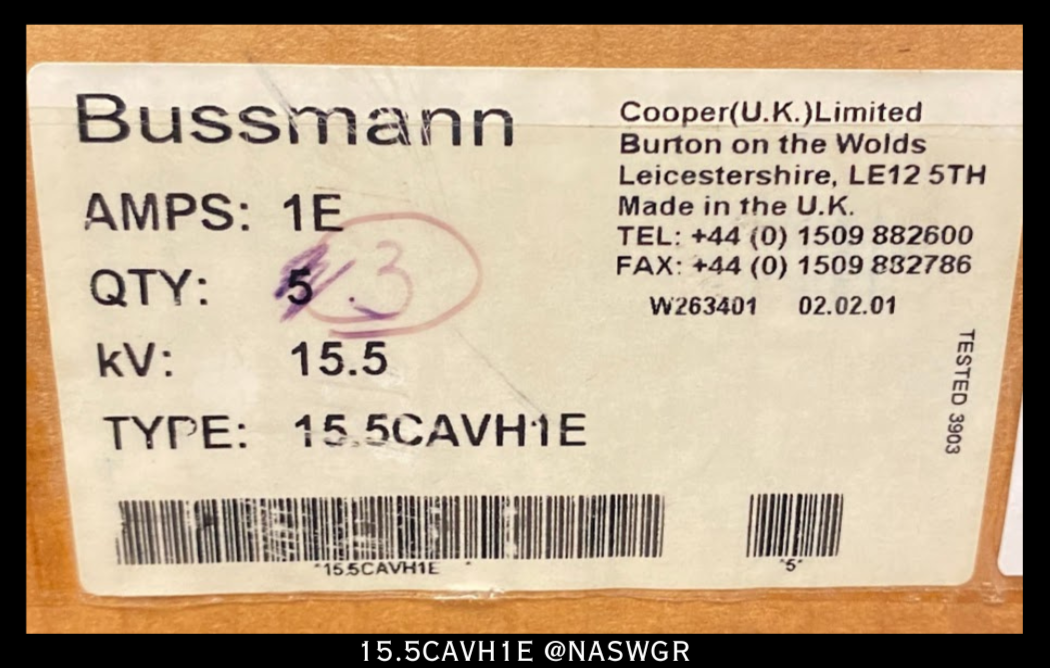 Bussmann
AMPS: 1E
QTY: 5
.3
kV: 15.5
TYPE: 15.5CAVH1E
*15.5CAVH1E *
Cooper(U.K.)Limited
Burton on the Wolds
Leicestershire, LE12 5TH
Made in the U.K.
TEL: +44 (0) 1509 882600
FAX: +44 (0) 1509 882786
W263401 02.02.01
TESTED 3903
*5*
15.5CAVH1E @NASWGR